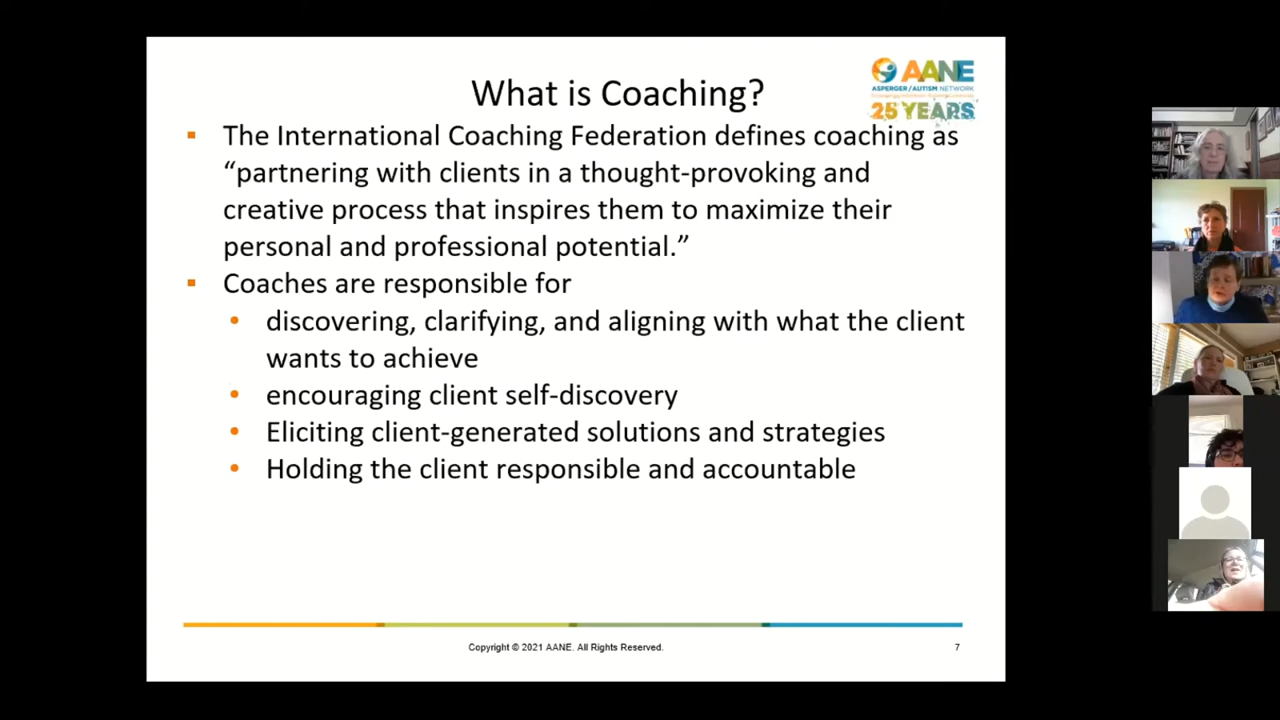 What is Coaching?
AANE
ASPERGER / AUTISM NETWORK
25 YEARS
▪ The International Coaching Federation defines coaching as
“partnering with clients in a thought-provoking and
creative process that inspires them to maximize their
personal and professional potential.”
▪ Coaches are responsible for
• discovering, clarifying, and aligning with what the client
wants to achieve
• encouraging client self-discovery
• Eliciting client-generated solutions and strategies
• Holding the client responsible and accountable
Copyright © 2021 AANE. All Rights Reserved.
7